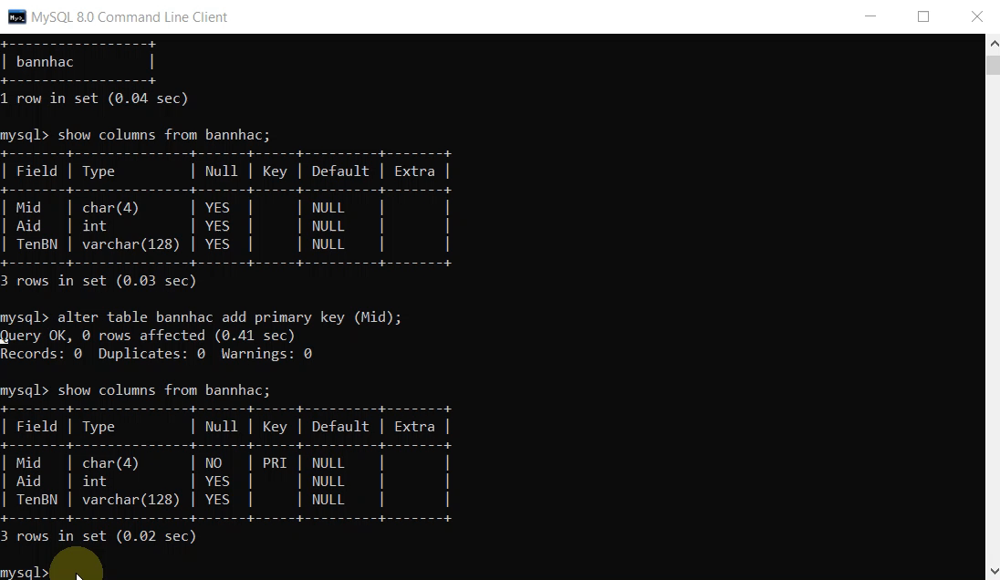 MySQL 8.0 Command Line Client
+-----------------+
| bannhac         |
+-----------------+
1 row in set (0.04 sec)
mysql> show columns from bannhac;
+-------+--------------+------+-----+---------+-------+
| Field | Type         | Null | Key | Default | Extra |
+-------+--------------+------+-----+---------+-------+
| Mid   | char(4)      | YES  |     | NULL    |       |
| Aid   | int          | YES  |     | NULL    |       |
| TenBN | varchar(128) | YES  |     | NULL    |       |
+-------+--------------+------+-----+---------+-------+
3 rows in set (0.03 sec)
mysql> alter table bannhac add primary key (Mid);
Query OK, 0 rows affected (0.41 sec)
Records: 0  Duplicates: 0  Warnings: 0
mysql> show columns from bannhac;
+-------+--------------+------+-----+---------+-------+
| Field | Type         | Null | Key | Default | Extra |
+-------+--------------+------+-----+---------+-------+
| Mid   | char(4)      | NO   | PRI | NULL    |       |
| Aid   | int          | YES  |     | NULL    |       |
| TenBN | varchar(128) | YES  |     | NULL    |       |
+-------+--------------+------+-----+---------+-------+
3 rows in set (0.02 sec)
mysql>